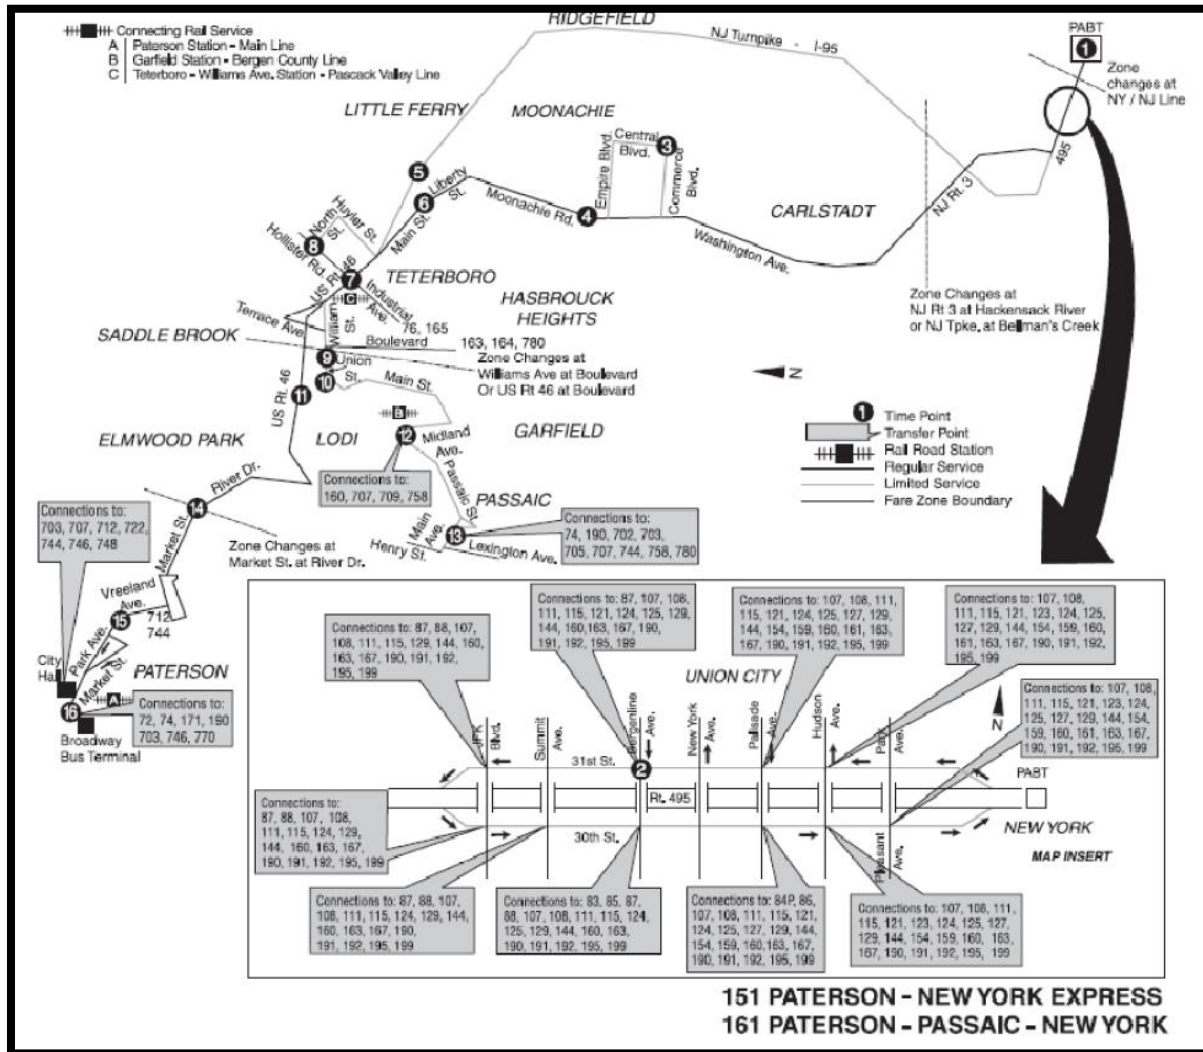 RIDGEFIELD
Connecting Rail Service
A | Paterson Station - Main Line
B | Garfield Station - Bergen County Line
C | Teterboro - Williams Ave. Station - Pascack Valley Line
NJ Turnpike - I-95
PABT
1
Zone
changes at
NY / NJ Line
495
LITTLE FERRY
MOONACHIE
Empire Blvd.
Central
Blvd.
3
Commerce
Blvd.
5
6
Liberty
St.
Moonachie Rd.
4
CARLSTADT
NJ Rt. 3
Washington Ave.
North
St.
Huyler St.
Main St.
8
Hollister Rd.
US Rt. 46
7
TETERBORO
Industrial
Ave.
C
HASBROUCK
HEIGHTS
Terrace Ave.
William
St.
76, 165
Zone Changes at
NJ Rt 3 at Hackensack River
or NJ Tpke. at Bellman's Creek
SADDLE BROOK
Boulevard
163, 164, 780
9
Union
St.
10
Zone Changes at
Williams Ave at Boulevard
Or US Rt 46 at Boulevard
N
Main St.
11
US Rt. 46
B
12
Midland
Ave.
ELMWOOD PARK
LODI
GARFIELD
1 Time Point
Transfer Point
Rail Road Station
Regular Service
Limited Service
Fare Zone Boundary
River Dr.
Connections to:
160, 707, 709, 758
Passaic St.
PASSAIC
Connections to:
703, 707, 712, 722,
744, 746, 748
14
Market St.
Main
Ave.
Henry St.
13
Lexington Ave.
Connections to:
74, 190, 702, 703,
705, 707, 744, 758, 780
Zone Changes at
Market St. at River Dr.
Vreeland
Ave.
712
744
15
Park Ave.
Market St.
City
PATERSON
A
16
Connections to:
72, 74, 171, 190
703, 746, 770
Broadway
Bus Terminal
Connections to: 87, 88, 107,
108, 111, 115, 129, 144, 160,
163, 167, 190, 191, 192,
195, 199
Connections to: 87, 107, 108,
111, 115, 121, 124, 125, 129,
144, 160,163, 167, 190,
191, 192, 195, 199
Connections to: 107, 108, 111,
115, 121, 124, 125, 127, 129,
144, 154, 159, 160, 161, 163,
167, 190, 191, 192, 195, 199
Connections to: 107, 108,
111, 115, 121, 123, 124, 125,
127, 129, 144, 154, 159, 160,
161, 163, 167, 190, 191, 192,
195, 199
UNION CITY
Connections to: 107, 108,
111, 115, 121, 123, 124,
125, 127, 129, 144, 154,
159, 160, 161, 163, 167,
190, 191, 192, 195, 199
N
JFK
Blvd.
Summit
Ave.
Bergenline
Ave.
New York
Ave.
Palisade
Ave.
Hudson
Ave.
Park
Ave.
31st St.
2
PABT
Rt. 495
Connections to:
87, 88, 107, 108,
111, 115, 124, 129,
144, 160, 163, 167,
190, 191, 192, 195, 199
30th St.
NEW YORK
Pleasant
Ave.
MAP INSERT
Connections to: 87, 88, 107,
108, 111, 115, 124, 129, 144,
160, 163, 167, 190,
191, 192, 195, 199
Connections to: 83, 85, 87,
88, 107, 108, 111, 115, 124,
125, 129, 144, 160, 163,
190, 191, 192, 195, 199
Connections to: 84P, 86,
107, 108, 111, 115, 121,
124, 125, 127, 129, 144,
154, 159, 160,163, 167,
190, 191, 192, 195, 199
Connections to: 107, 108, 111,
115, 121, 123, 124, 125, 127,
129, 144, 154, 159, 160, 163,
167, 190, 191, 192, 195, 199
151 PATERSON - NEW YORK EXPRESS
161 PATERSON - PASSAIC - NEW YORK